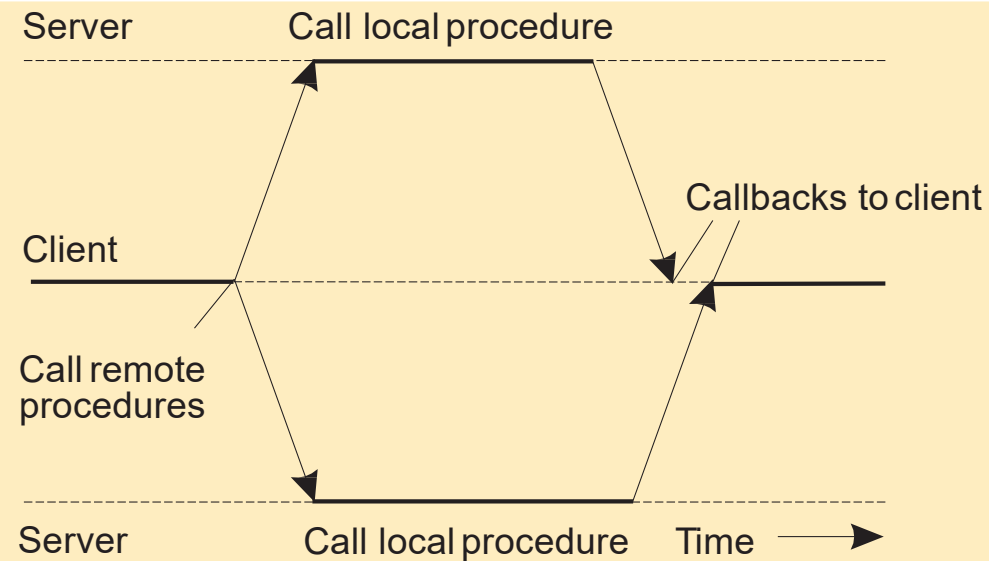 Server
Call local procedure
Callbacks to client
Client
Call remote
procedures
Server
Call local procedure
Time